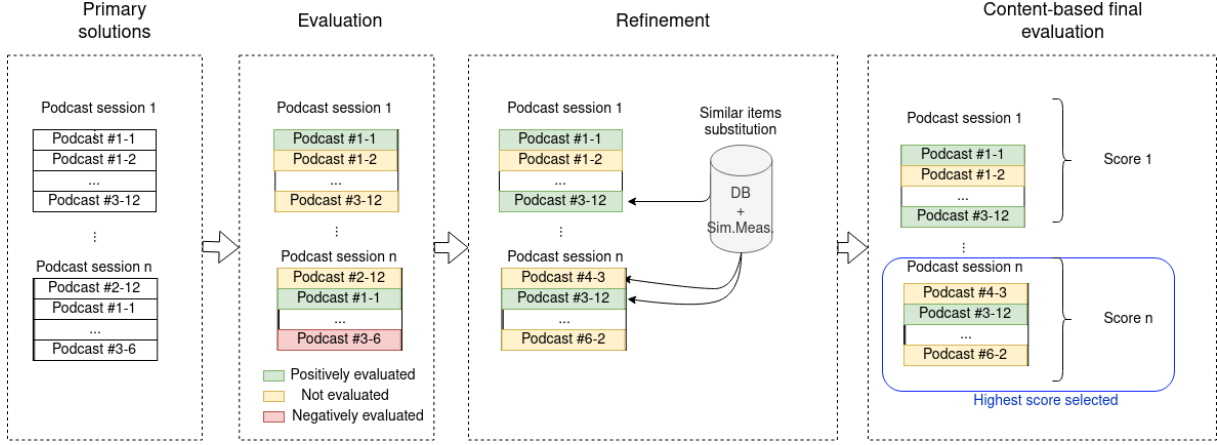 Primary
solutions
Podcast session 1
Podcast #1-1
Podcast #1-2
...
Podcast #3-12
...
Podcast session n
Podcast #2-12
Podcast #1-1
...
Podcast #3-6
Evaluation
Podcast session 1
Podcast #1-1
Podcast #1-2
...
Podcast #3-12
...
Podcast session n
Podcast #2-12
Podcast #1-1
...
Podcast #3-6
Positively evaluated
Not evaluated
Negatively evaluated
Refinement
Podcast session 1
Podcast #1-1
Podcast #1-2
...
Podcast #3-12
...
Podcast session n
Podcast #4-3
Podcast #3-12
...
Podcast #6-2
Similar items
substitution
DB
+
Sim.Meas.
Content-based final
evaluation
Podcast session 1
Podcast #1-1
Podcast #1-2
...
Podcast #3-12
Score 1
...
Podcast session n
Podcast #4-3
Podcast #3-12
...
Podcast #6-2
Score n
Highest score selected